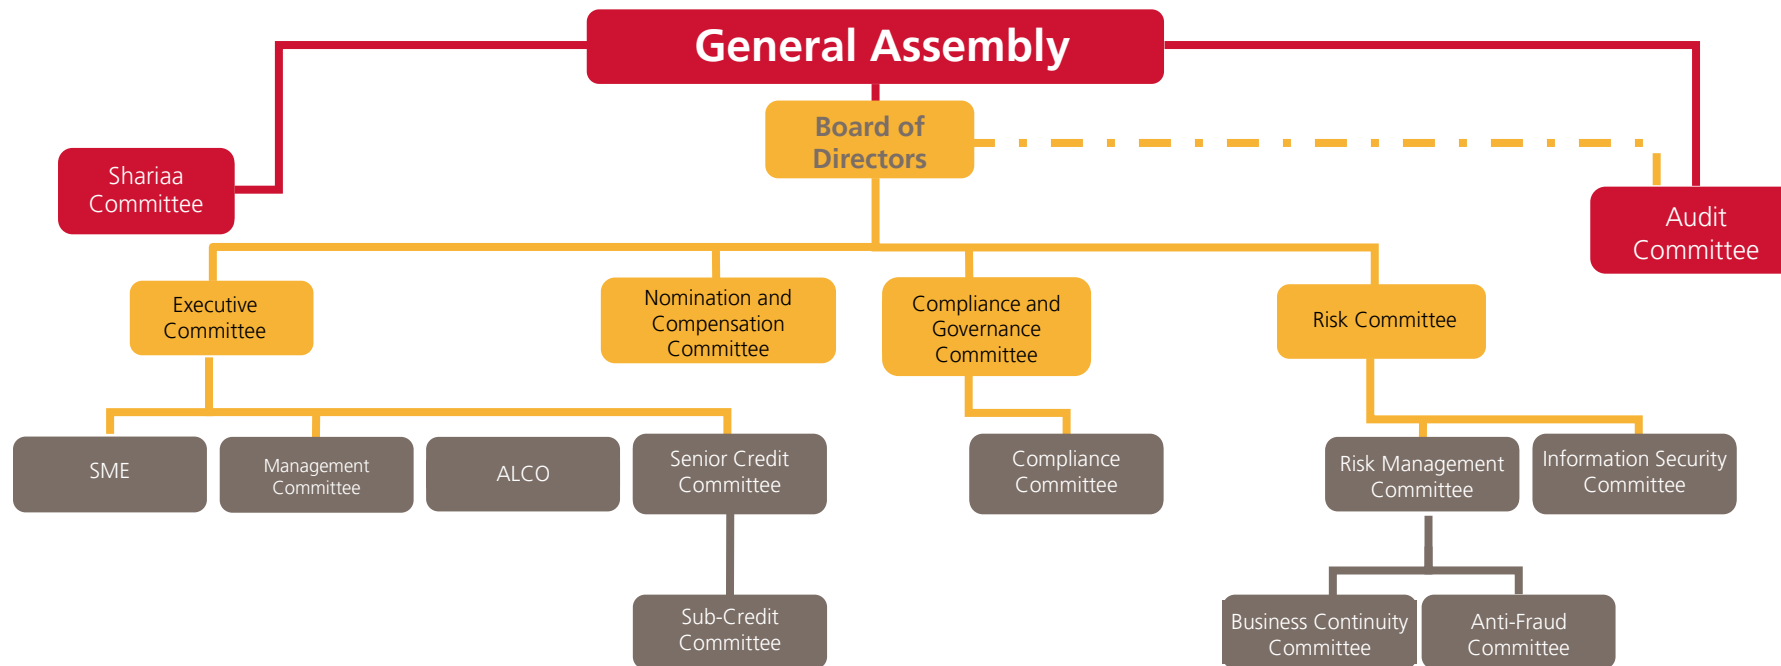 General Assembly
Board of
Directors
Shariaa
Committee
Audit
Committee
Executive
Committee
Nomination and
Compensation
Committee
Compliance and
Governance
Committee
Risk Committee
SME
Management
Committee
ALCO
Senior Credit
Committee
Compliance
Committee
Risk Management
Committee
Information Security
Committee
Sub-Credit
Committee
Business Continuity
Committee
Anti-Fraud
Committee